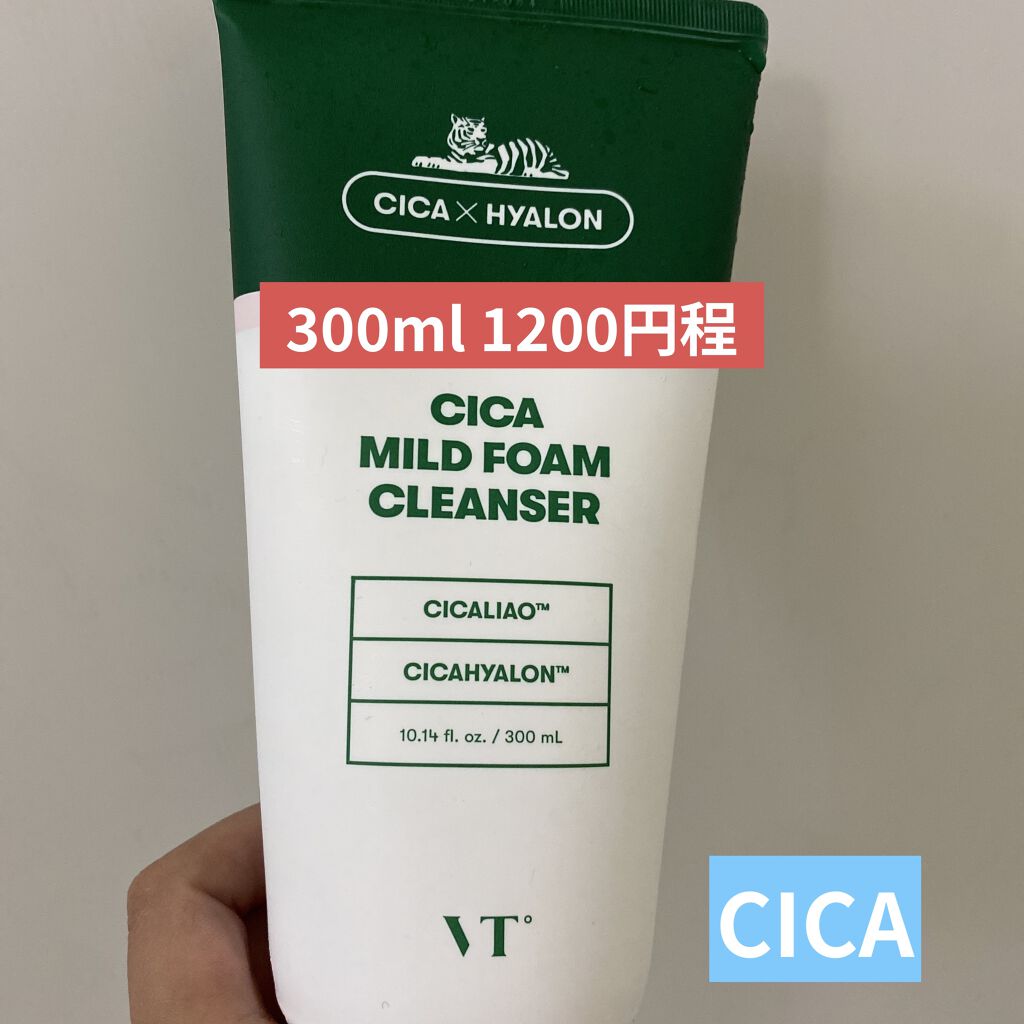 CICA×HYALON
300ml 1200円程
CICA
MILD FOAM
CLEANSER
CICALIAO™
CICAHYALON™
10.14 fl. oz. / 300 mL
VT°
CICA